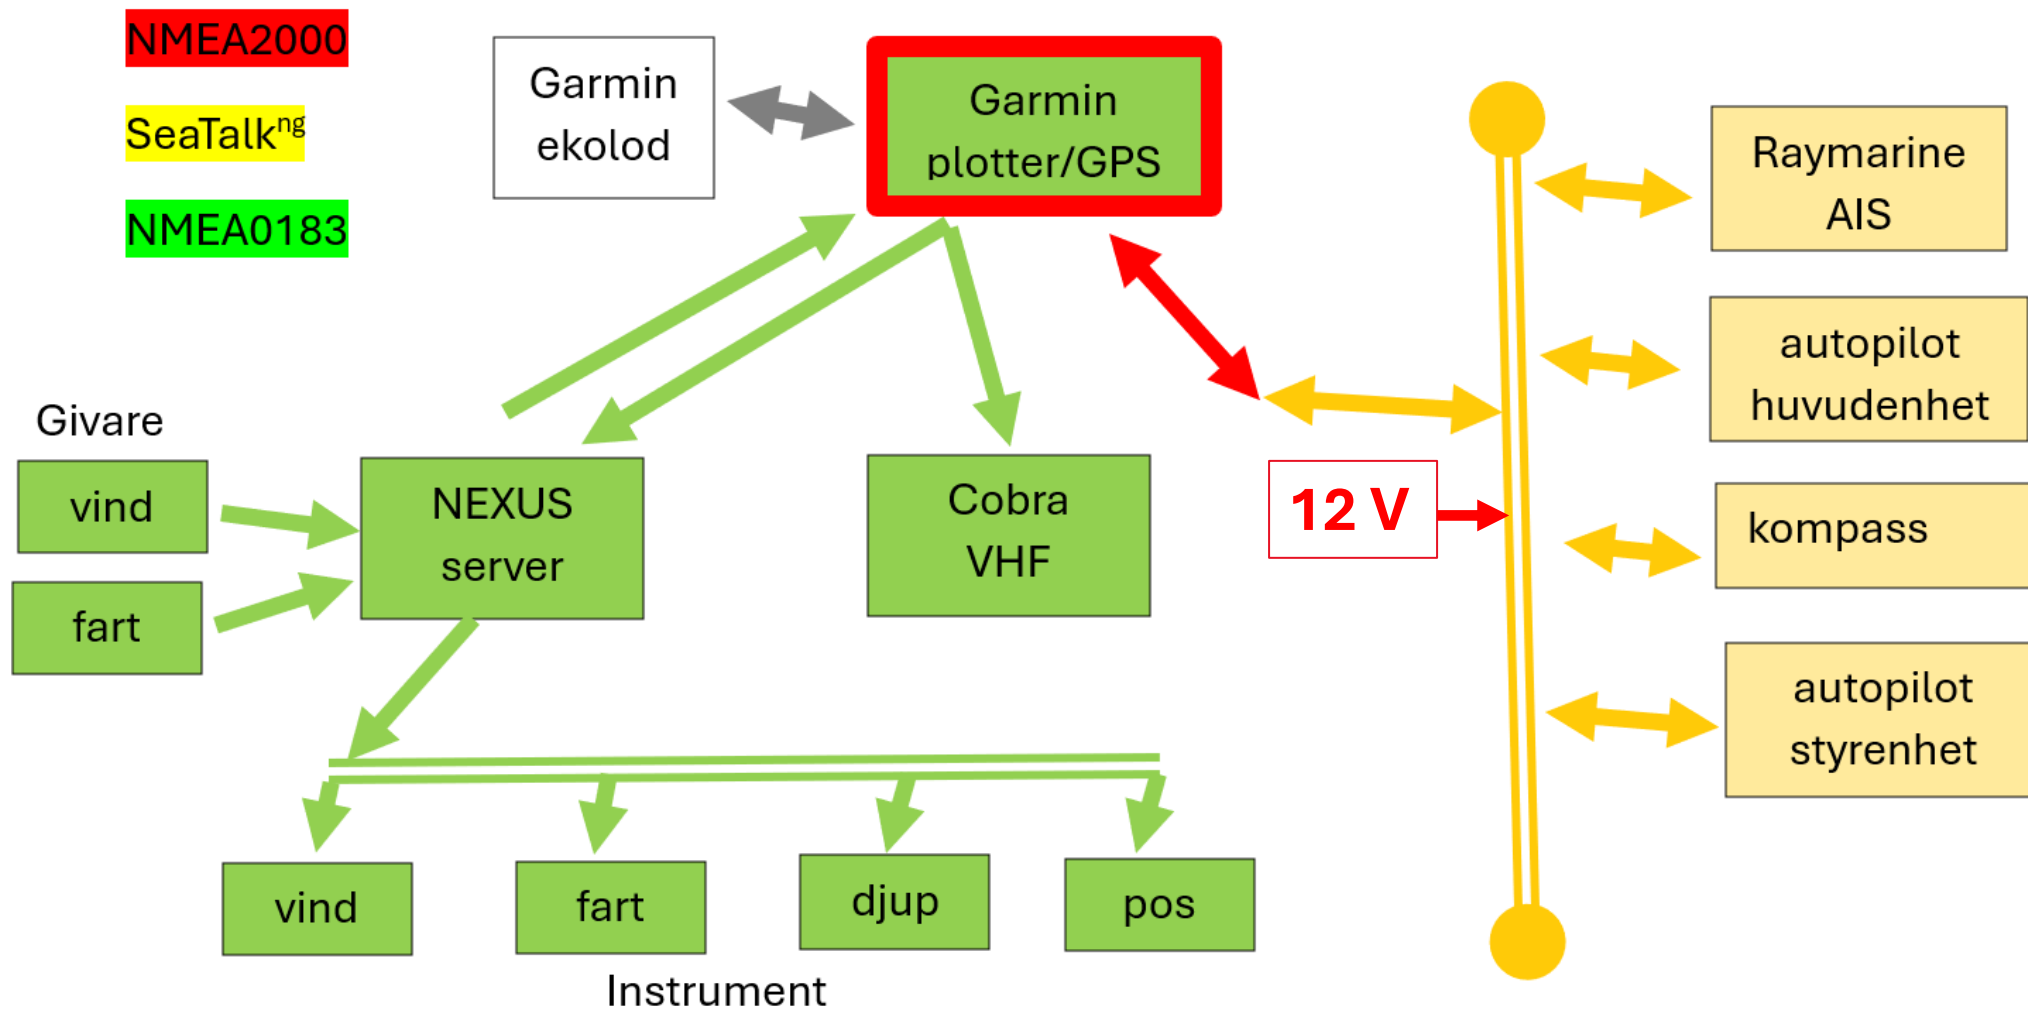 NMEA2000
SeaTalkng
NMEA0183
Garmin
ekolod
Garmin
plotter/GPS
Raymarine
AIS
autopilot
huvudenhet
12 V
kompass
autopilot
styrenhet
Givare
vind
fart
NEXUS
server
Cobra
VHF
vind
fart
djup
pos
Instrument